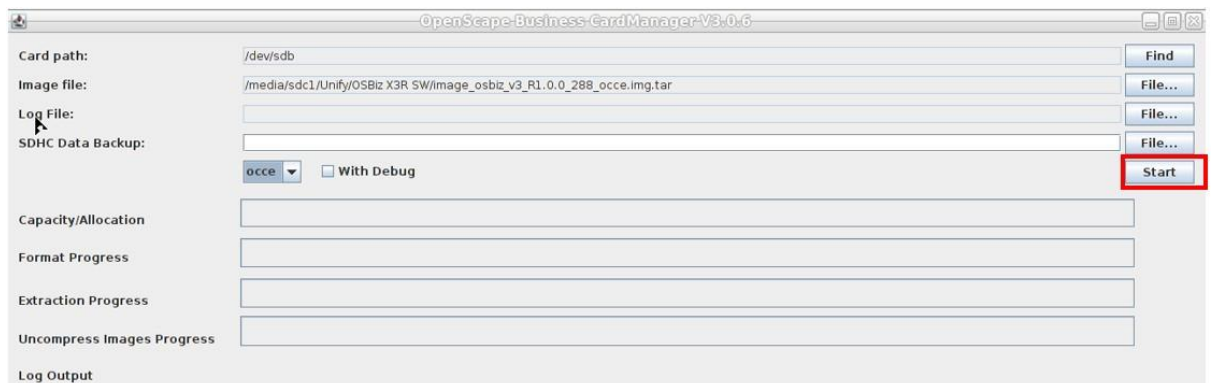 OpenScape-Business-CardManager-V3.0.6
Card path: /dev/sdb Find
Image file: /media/sdc1/Unify/OSBiz X3R SW/image_osbiz_v3_R1.0.0_288_occe.img.tar File...
Log File: File...
SDHC Data Backup: File...
occe With Debug Start
Capacity/Allocation
Format Progress
Extraction Progress
Uncompress Images Progress
Log Output